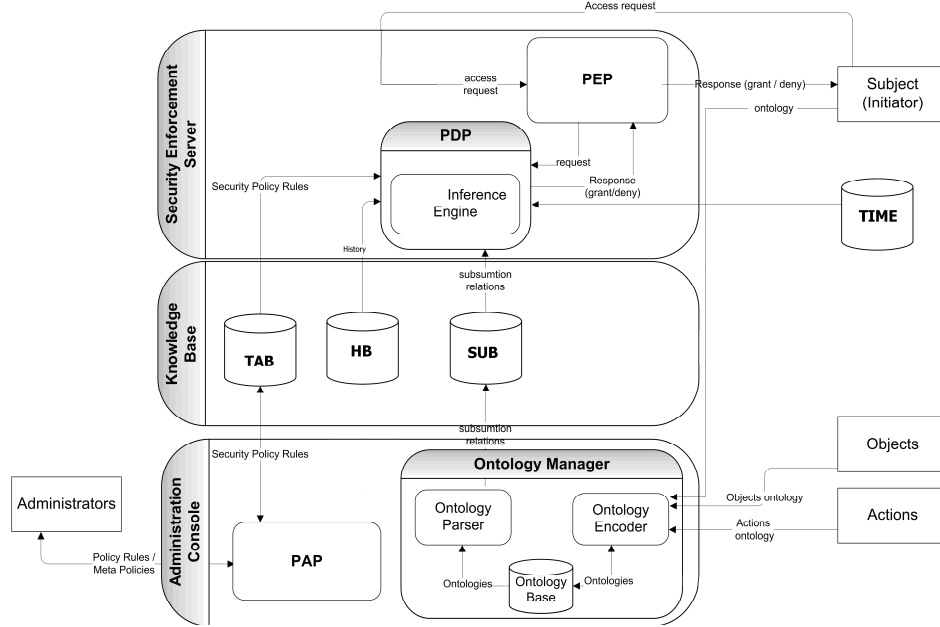 Access request
Security Enforcement
Server
access
request
PEP
Response (grant / deny)
Subject
(Initiator)
ontology
PDP
request
Security Policy Rules
Response
(grant/deny)
Inference
Engine
TIME
History
subsumtion
relations
Knowledge
Base
TAB
HB
SUB
subsumtion
relations
Administration
Console
Security Policy Rules
Ontology Manager
Objects
Administrators
Ontology
Parser
Ontology
Encoder
Objects ontology
Actions
Actions
ontology
Policy Rules /
Meta Policies
PAP
Ontologies
Ontology
Base
Ontologies